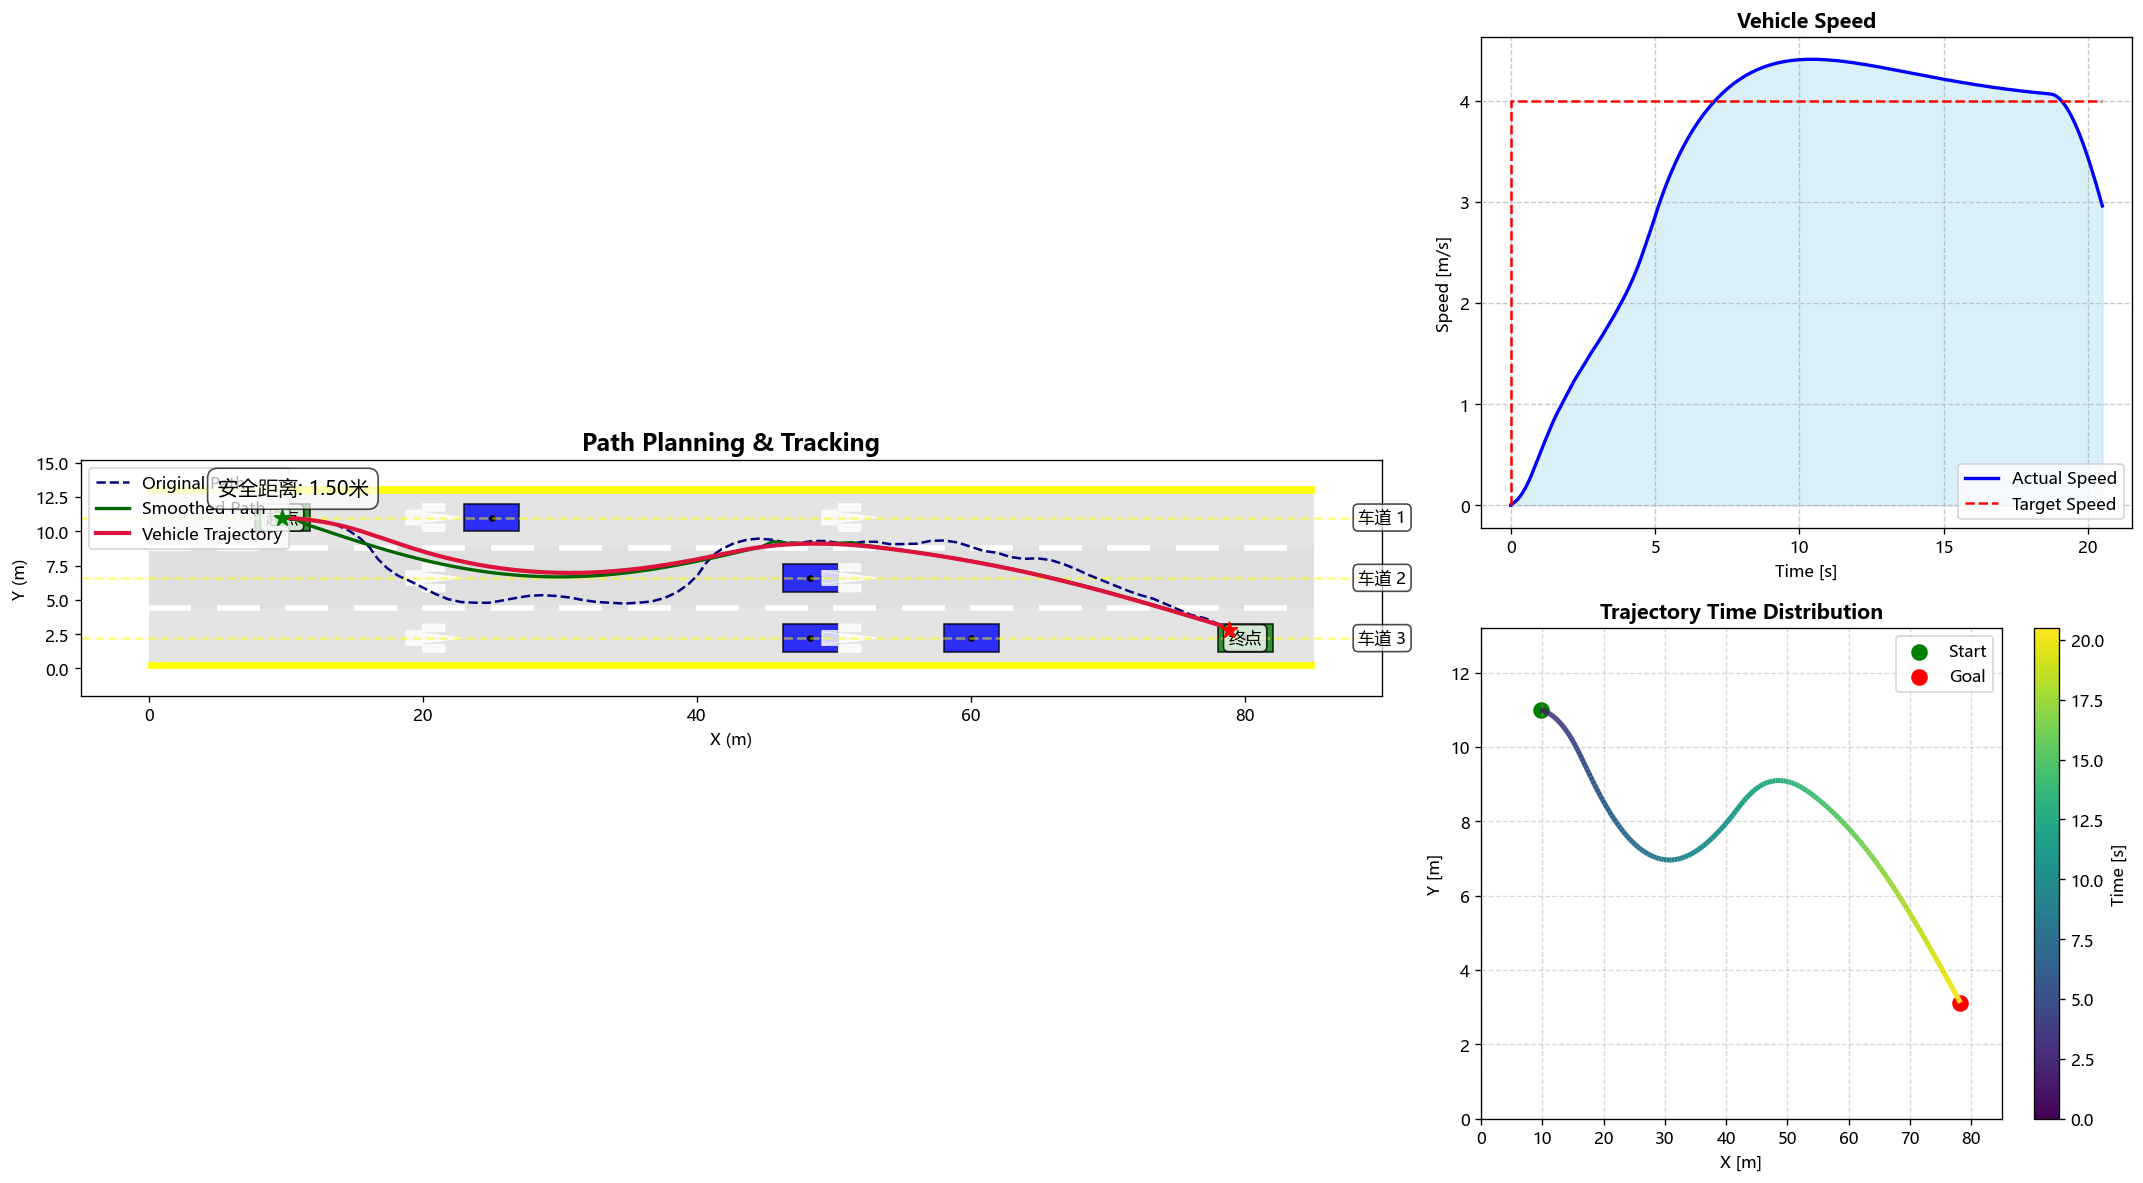 Path Planning & Tracking
Y (m)
15.0
12.5
10.0
7.5
5.0
2.5
0.0
Original Path
Smoothed Path
Vehicle Trajectory
安全距离: 1.50米
终点
车道 1
车道 2
车道 3
0
20
40
60
80
X (m)
Vehicle Speed
Speed [m/s]
4
3
2
1
0
Actual Speed
Target Speed
0
5
10
15
20
Time [s]
Trajectory Time Distribution
Y [m]
12
10
8
6
4
2
0
Start
Goal
0
10
20
30
40
50
60
70
80
X [m]
20.0
17.5
15.0
12.5
10.0
7.5
5.0
2.5
0.0
Time [s]